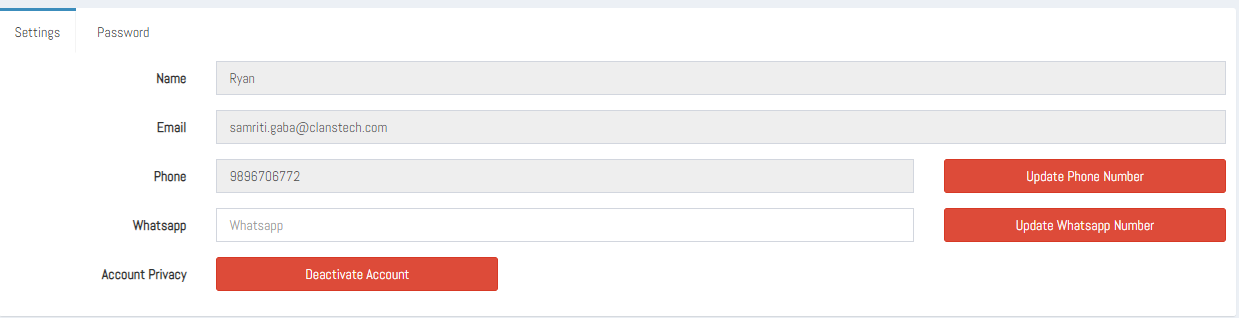 Settings Password
Name Ryan
Email samriti.gaba@clanstech.com
Phone 9896706772 Update Phone Number
Whatsapp Whatsapp Update Whatsapp Number
Account Privacy Deactivate Account